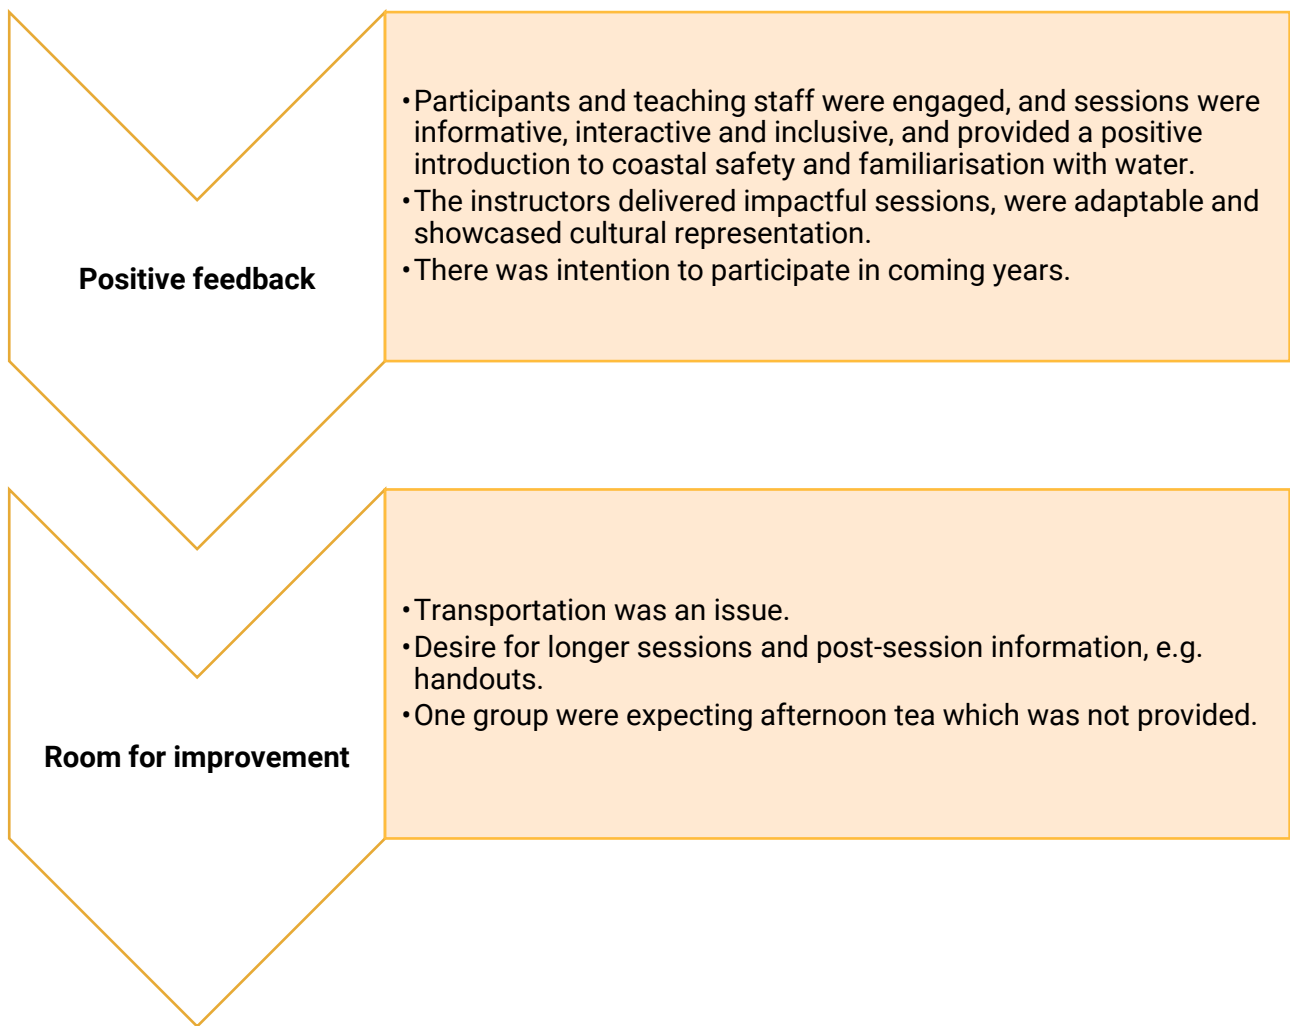 Positive feedback
•Participants and teaching staff were engaged, and sessions were
informative, interactive and inclusive, and provided a positive
introduction to coastal safety and familiarisation with water.
•The instructors delivered impactful sessions, were adaptable and
showcased cultural representation.
•There was intention to participate in coming years.
Room for improvement
•Transportation was an issue.
•Desire for longer sessions and post-session information, e.g.
handouts.
•One group were expecting afternoon tea which was not provided.